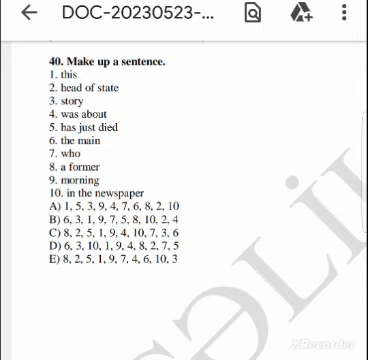 DOC-20230523-...
40. Make up a sentence.
1. this
2. head of state
3. story
4. was about
5. has just died
6. the main
7. who
8. a former
9. morning
10. in the newspaper
A) 1, 5, 3, 9, 4, 7, 6, 8, 2, 10
B) 6, 3, 1, 9, 7, 5, 8, 10, 2, 4
C) 8, 2, 5, 1, 9, 4, 10, 7, 3, 6
D) 6, 3, 10, 1, 9, 4, 8, 2, 7, 5
E) 8, 2, 5, 1, 9, 7, 4, 6, 10, 3
XRecorder